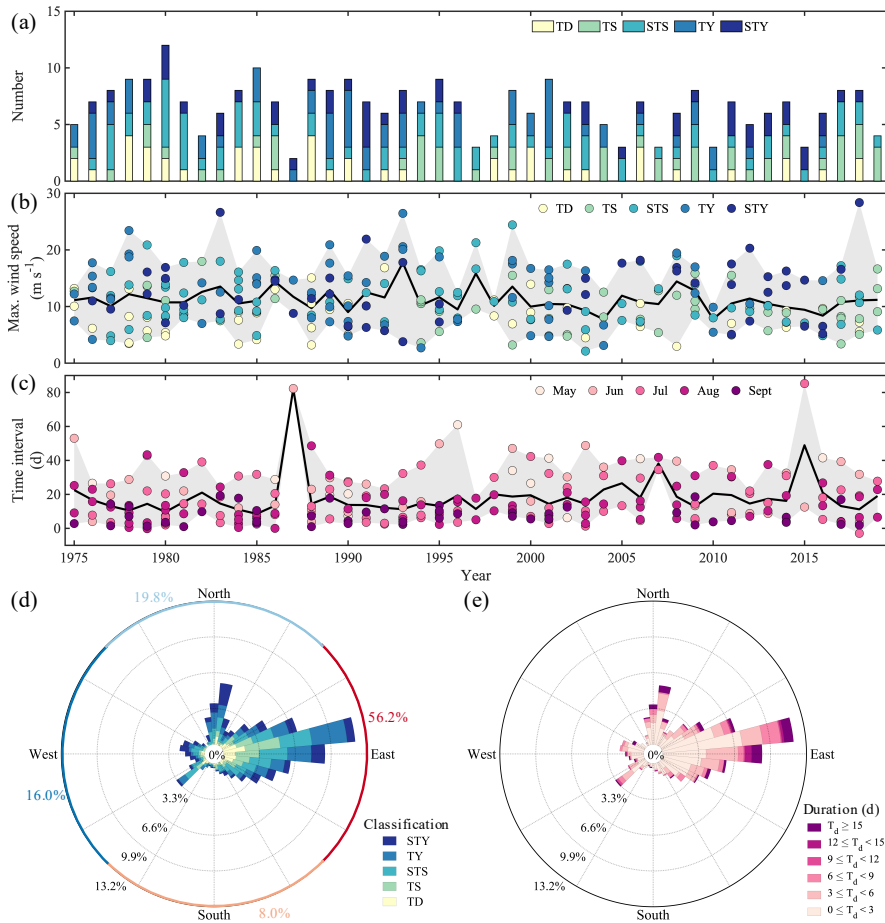 (a)
15
10
5
0
Number
TD TS STS TY STY
(b)
30
20
10
0
Max. wind speed
(m s⁻¹)
TD TS STS TY STY
(c)
80
60
40
20
0
Time interval
(d)
May Jun Jul Aug Sept
1975 1980 1985 1990 1995 2000 2005 2010 2015
Year
(d)
19.8%
North
56.2%
West
0%
East
16.0%
3.3%
6.6%
9.9%
13.2%
South
8.0%
Classification
STY
TY
STS
TS
TD
(e)
North
West
0%
East
3.3%
6.6%
9.9%
13.2%
South
Duration (d)
T_d ≥ 15
12 ≤ T_d < 15
9 ≤ T_d < 12
6 ≤ T_d < 9
3 ≤ T_d < 6
0 ≤ T_d < 3